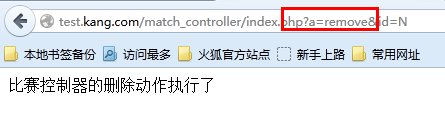 test.kang.com/match_controller/index.php?a=remove&id=N
本地书签备份 访问最多 火狐官方站点 新手上路 常用网址
比赛控制器的删除动作执行了